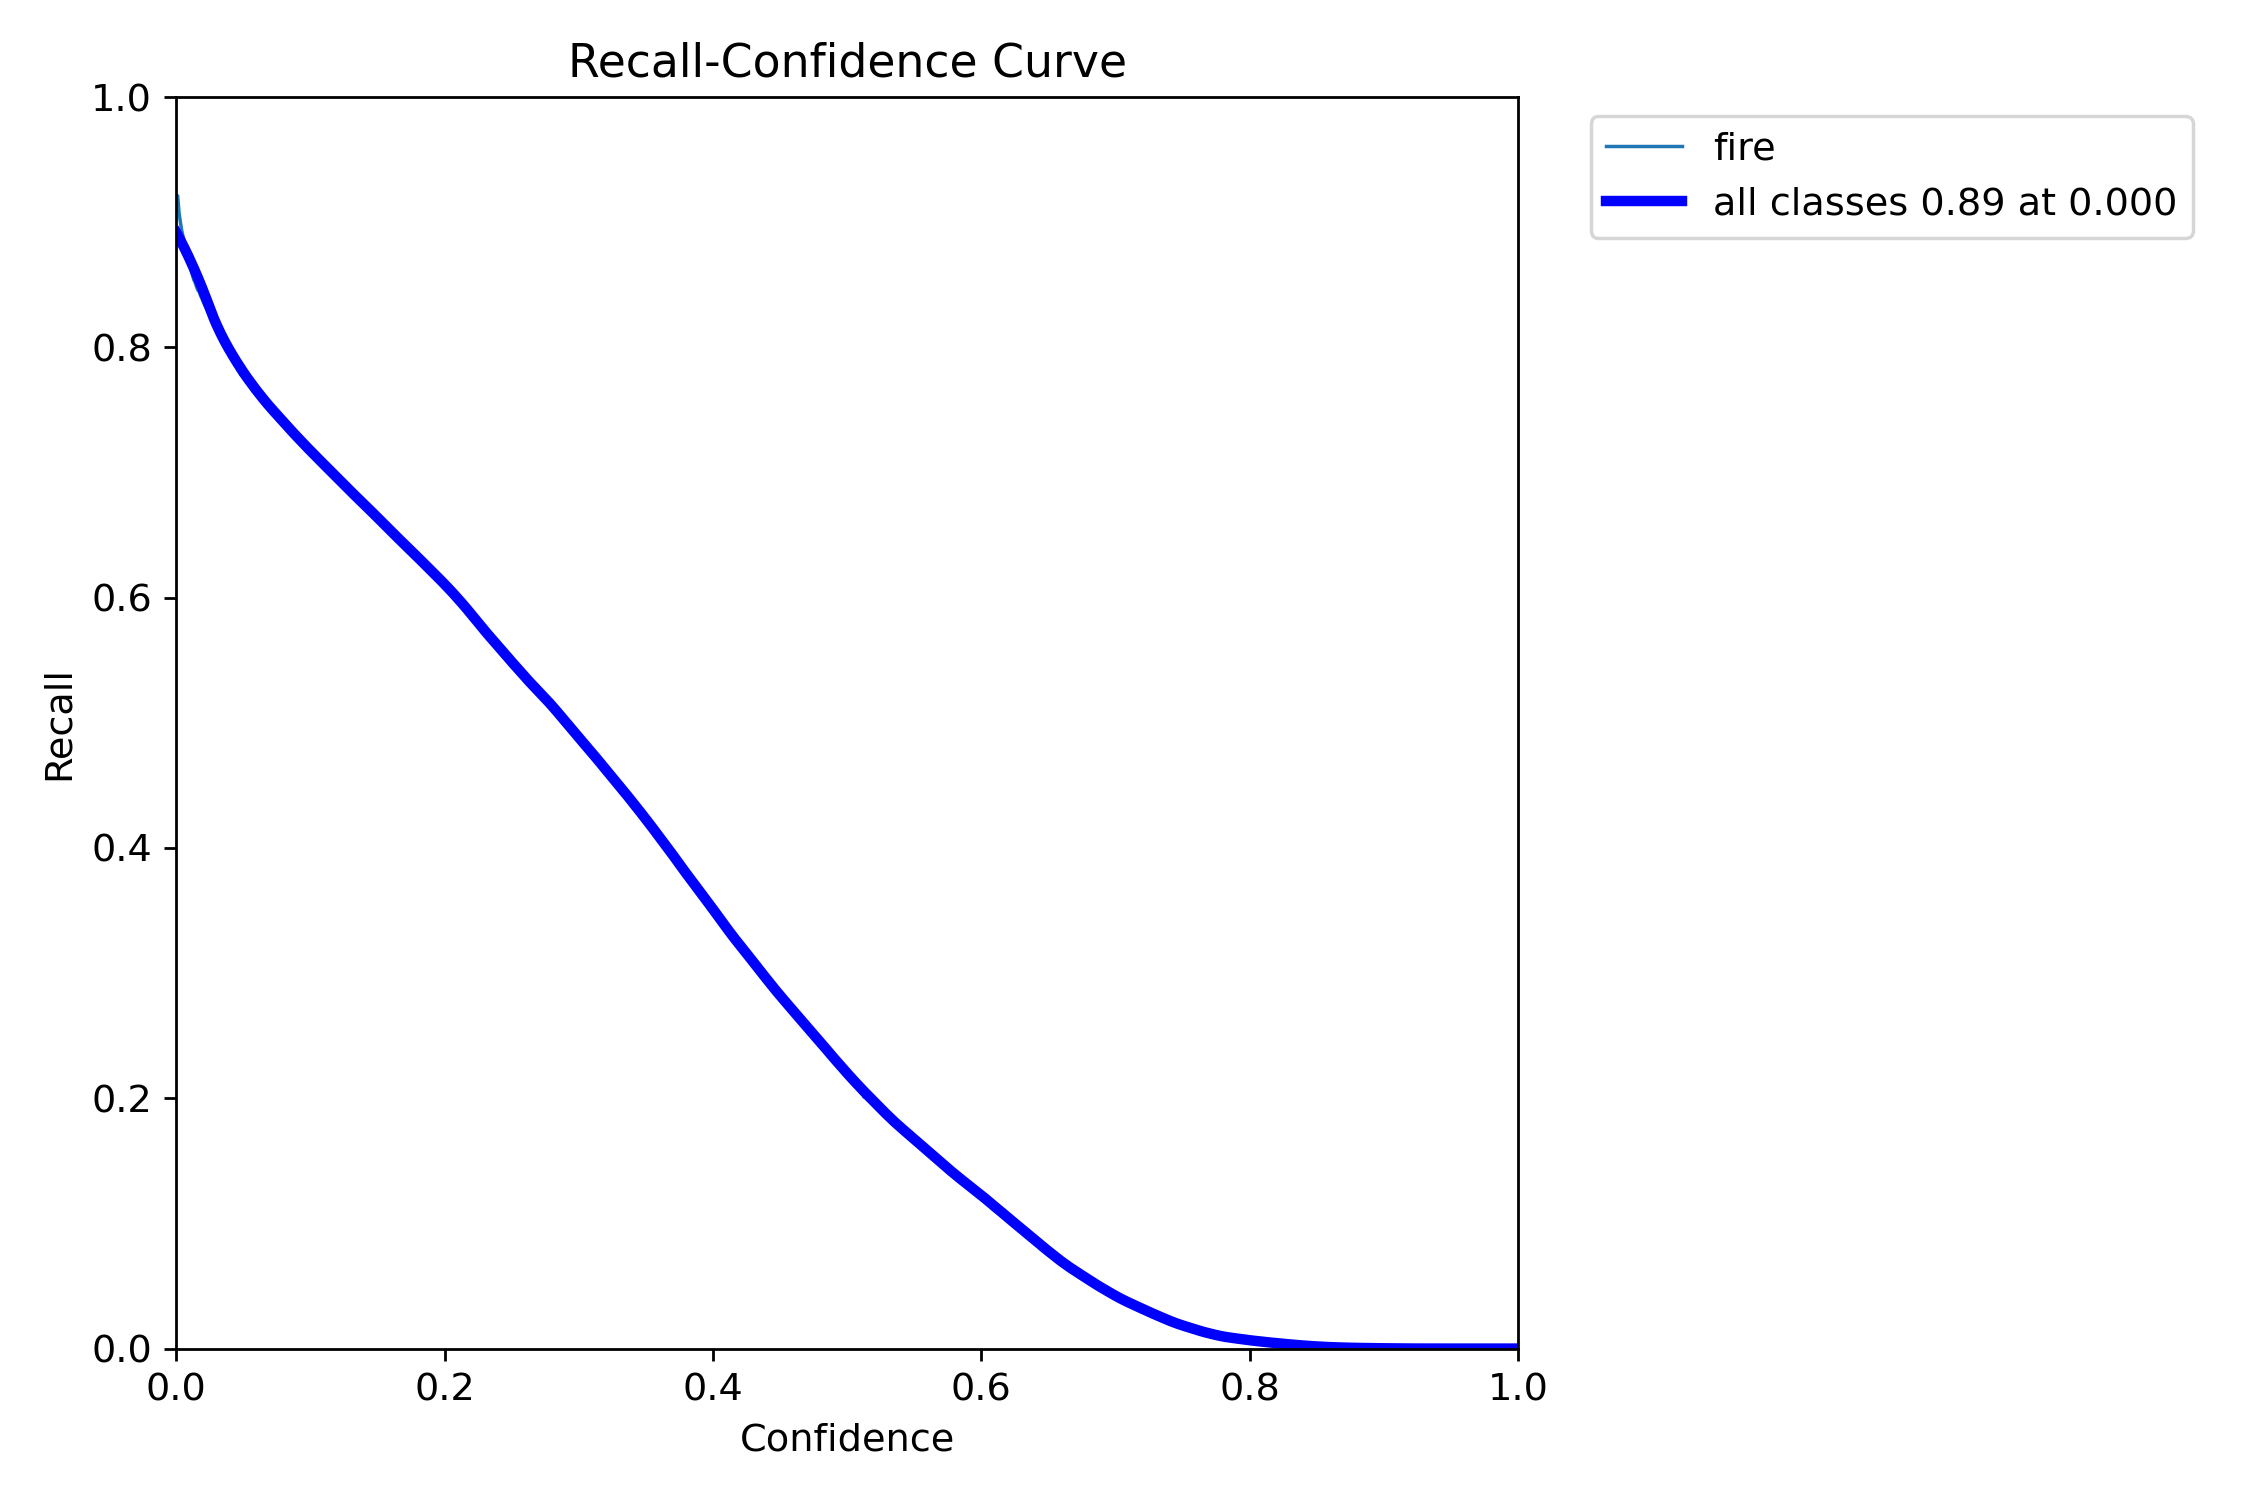 Recall-Confidence Curve
1.0
0.8
0.6
0.4
0.2
0.0
Recall
0.0 0.2 0.4 0.6 0.8 1.0
Confidence
fire
all classes 0.89 at 0.000